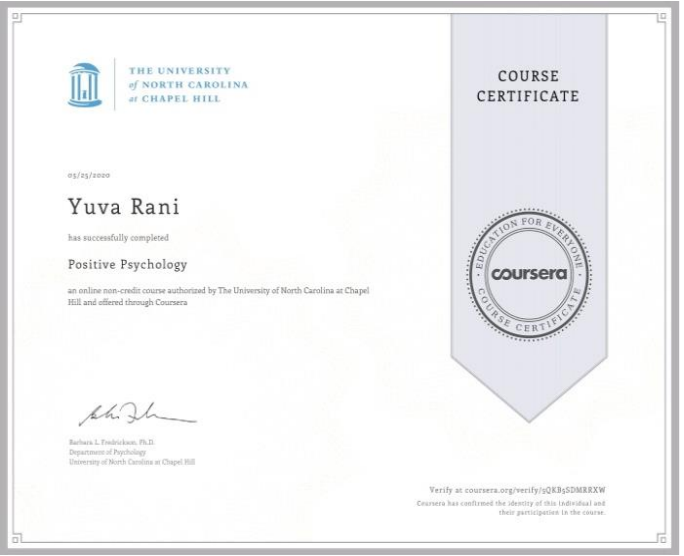 THE UNIVERSITY
of NORTH CAROLINA
at CHAPEL HILL
COURSE
CERTIFICATE
05/25/2020
Yuva Rani
has successfully completed
Positive Psychology
an online non-credit course authorized by The University of North Carolina at Chapel
Hill and offered through Coursera
EDUCATION FOR EVERYONE
coursera
COURSE CERTIFICATE
Barbara L. Fredrickson, Ph.D.
Department of Psychology
University of North Carolina at Chapel Hill
Verify at coursera.org/verify/5QKB5SDMRRXW
Coursera has confirmed the identity of this individual and
their participation in the course.